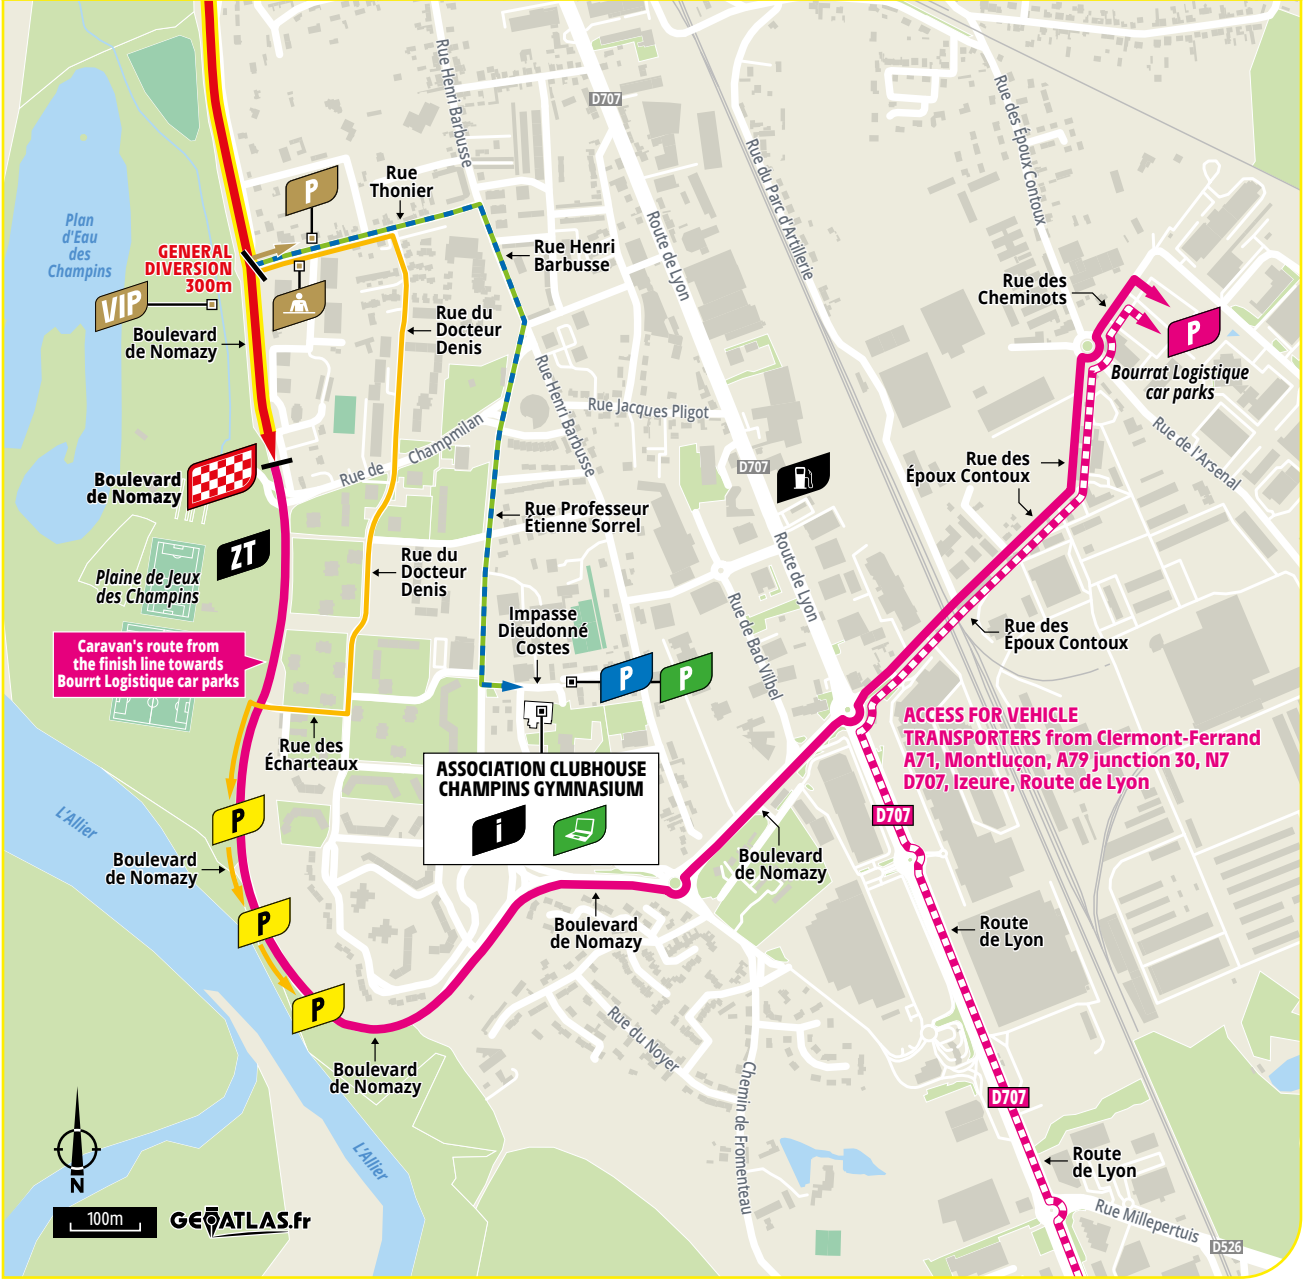 Rue Henri Barbusse
D707
Rue des Époux Contoux
Rue du Parc d'Artillerie
P
Rue
Thonier
Plan
d'Eau
des
Champins
GENERAL
DIVERSION
300m
Rue Henri
Barbusse
Route de Lyon
Rue des
Cheminots
VIP
Boulevard
de Nomazy
Rue du
Docteur
Denis
P
Bourrat Logistique
car parks
Rue Henri Barbusse
Rue Jacques Pligot
Rue de Champmilan
Rue de l'Arsenal
Boulevard
de Nomazy
D707
Rue des
Époux Contoux
Rue Professeur
Étienne Sorrel
ZT
Plaine de Jeux
des Champins
Rue du
Docteur
Denis
Route de Lyon
Rue de Bad Vilbel
Impasse
Dieudonné
Costes
Rue des
Époux Contoux
Caravan's route from
the finish line towards
Bourrt Logistique car parks
P
P
ACCESS FOR VEHICLE
TRANSPORTERS from Clermont-Ferrand
A71, Montluçon, A79 junction 30, N7
D707, Izeure, Route de Lyon
Rue des
Écharteaux
ASSOCIATION CLUBHOUSE
CHAMPINS GYMNASIUM
i
L'Allier
P
D707
Boulevard
de Nomazy
Boulevard
de Nomazy
P
Boulevard
de Nomazy
Route
de Lyon
P
Rue du Noyer
Boulevard
de Nomazy
Chemin de Fromenteau
D707
L'Allier
Route
de Lyon
N
Rue Millepertuis
D526
100m
GEOATLAS.fr